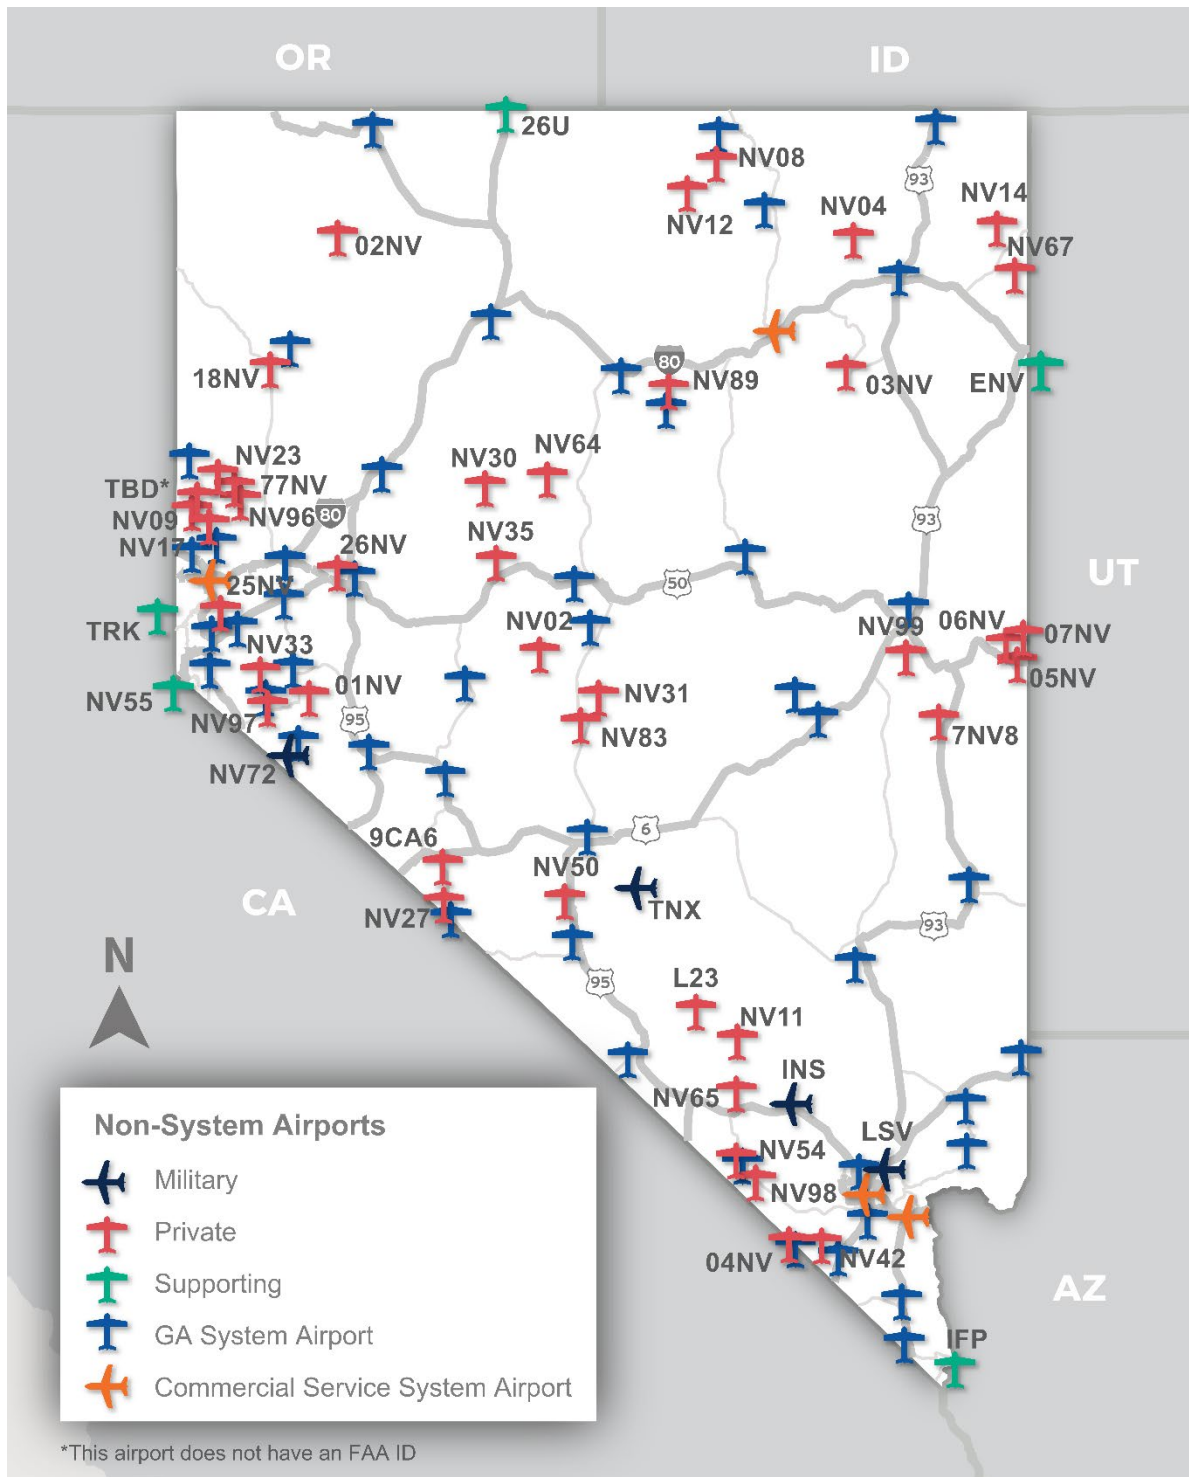 OR
ID
26U
NV08
93
NV12
NV04
NV14
02NV
NV67
18NV
80
NV89
03NV
ENV
NV23
NV30
NV64
TBD*
77NV
NV09
NV96
80
93
NV17
26NV
NV35
50
UT
25NV
TRK
NV02
NV99
06NV
07NV
NV33
05NV
NV55
01NV
NV31
NV97
95
NV83
7NV8
NV72
9CA6
6
NV50
CA
NV27
TNX
93
N
95
L23
NV11
INS
NV65
LSV
NV54
NV98
04NV
NV42
AZ
IFP
Non-System Airports
Military
Private
Supporting
GA System Airport
Commercial Service System Airport
*This airport does not have an FAA ID